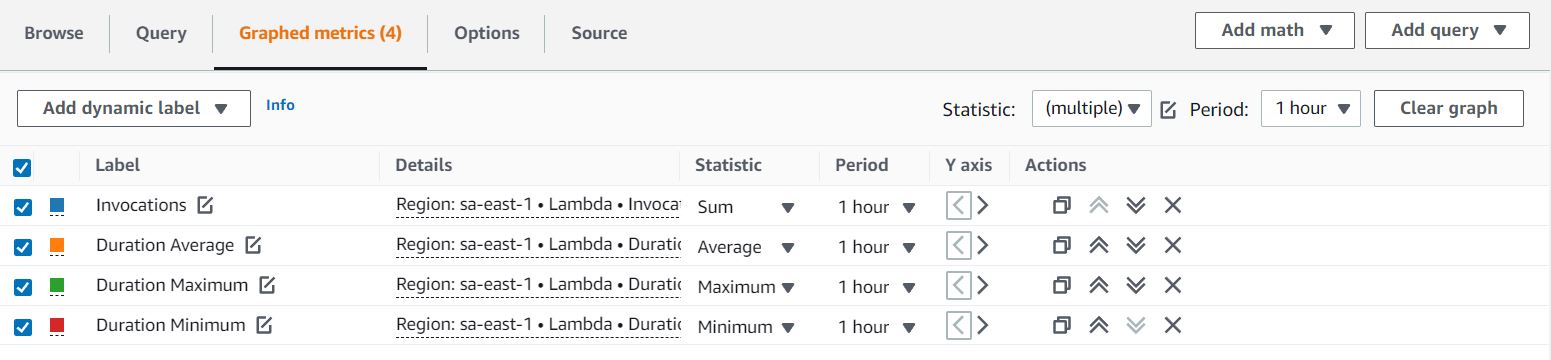 Browse Query Graphed metrics (4) Options Source Add math Add query
Add dynamic label Info Statistic: (multiple) Period: 1 hour Clear graph
Label Details Statistic Period Y axis Actions
Invocations Region: sa-east-1 • Lambda • Invocat Sum 1 hour
Duration Average Region: sa-east-1 • Lambda • Duratic Average 1 hour
Duration Maximum Region: sa-east-1 • Lambda • Duratic Maximum 1 hour
Duration Minimum Region: sa-east-1 • Lambda • Duratic Minimum 1 hour